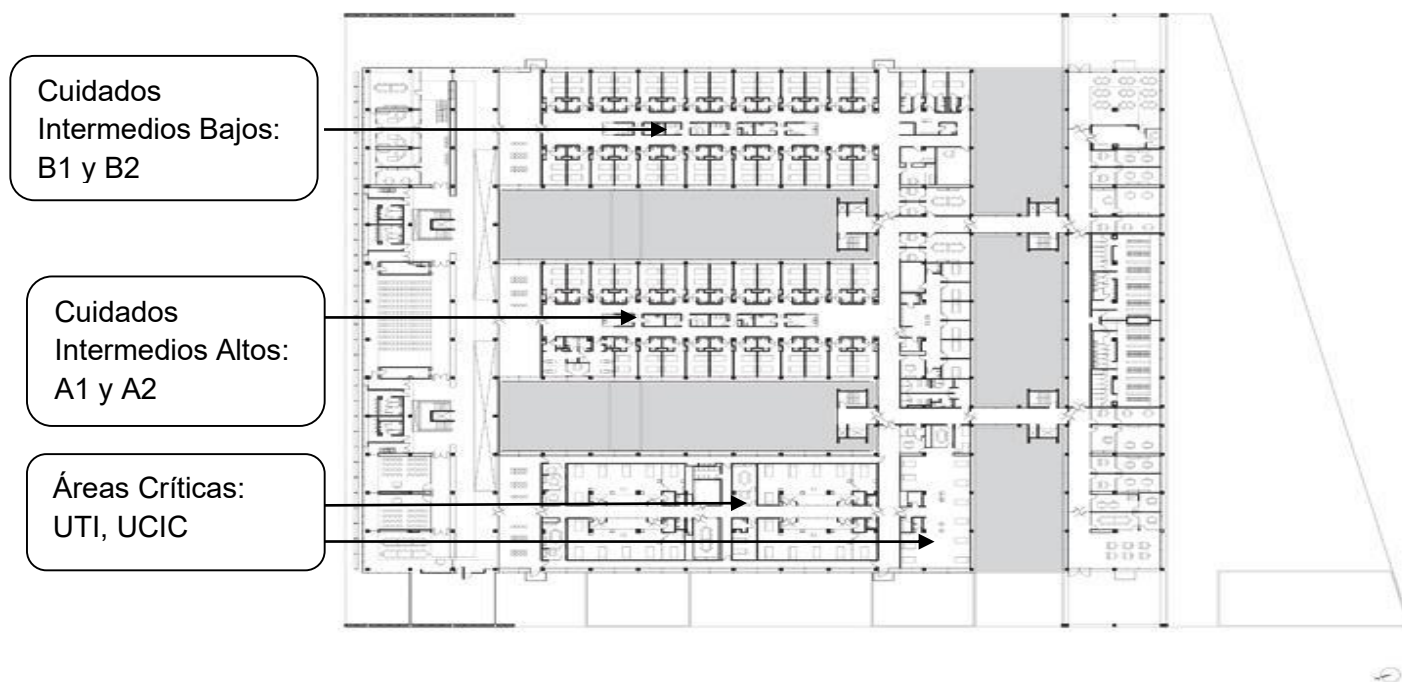 Cuidados
Intermedios Bajos:
B1 y B2
Cuidados
Intermedios Altos:
A1 y A2
Áreas Críticas:
UTI, UCIC